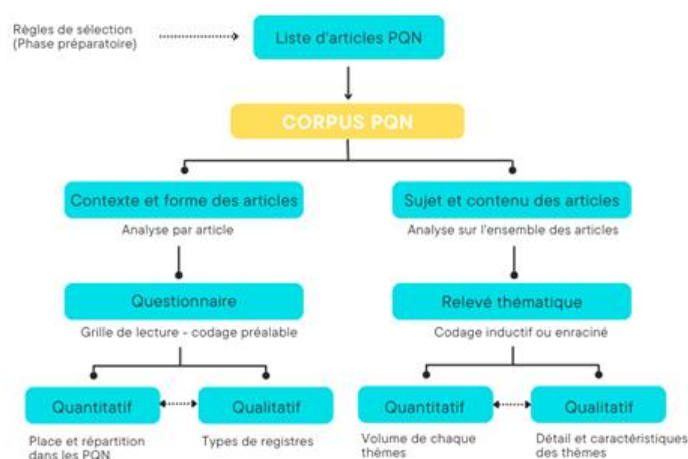 Règles de sélection
(Phase préparatoire)
Liste d'articles PQN
CORPUS PQN
Contexte et forme des articles
Sujet et contenu des articles
Analyse par article
Analyse sur l'ensemble des articles
Questionnaire
Relevé thématique
Grille de lecture - codage préalable
Codage inductif ou enraciné
Quantitatif
Qualitatif
Quantitatif
Qualitatif
Place et répartition
dans les PQN
Types de registres
Volume de chaque
thèmes
Détail et caractéristiques
des thèmes